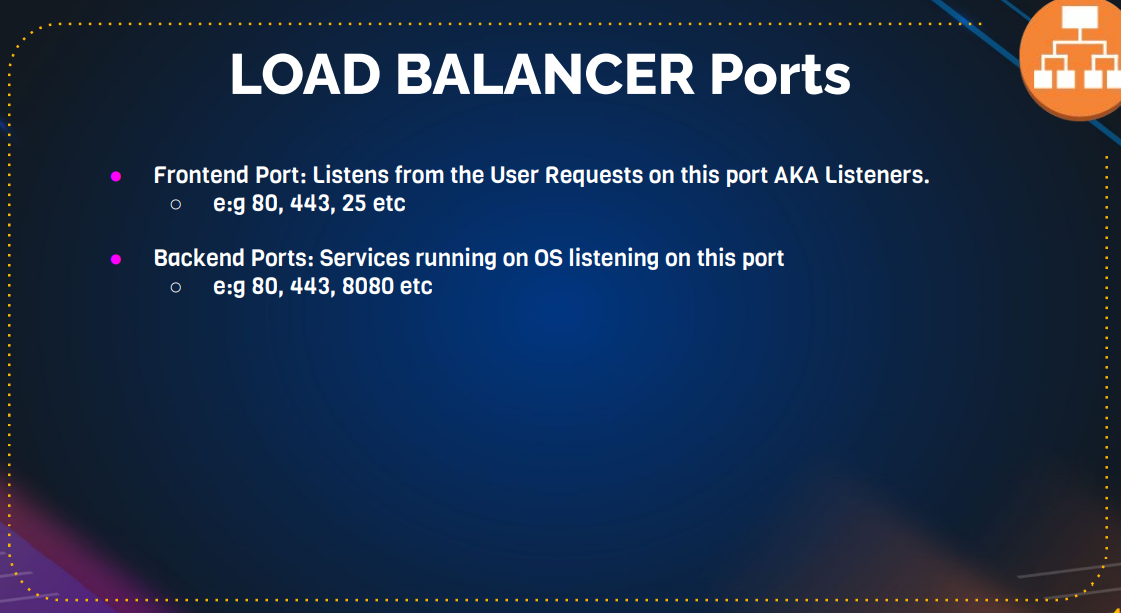 LOAD BALANCER Ports
● Frontend Port: Listens from the User Requests on this port AKA Listeners.
○ e:g 80, 443, 25 etc
● Backend Ports: Services running on OS listening on this port
○ e:g 80, 443, 8080 etc